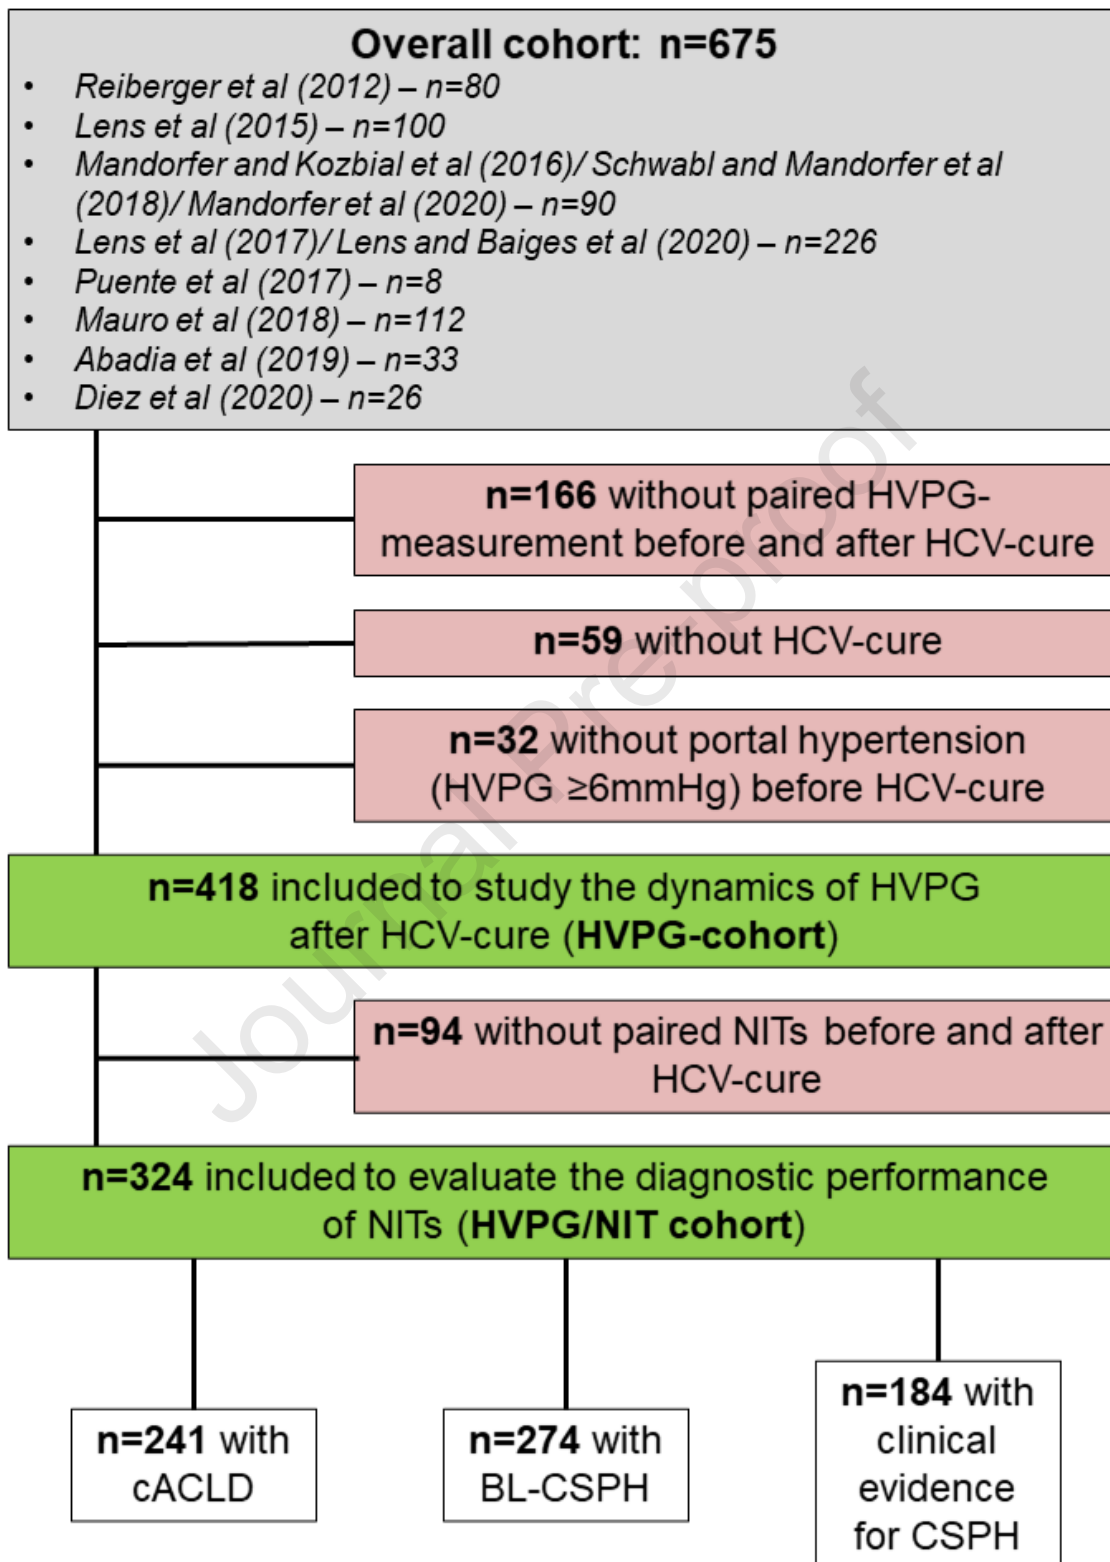 Overall cohort: n=675
• Reiberger et al (2012) – n=80
• Lens et al (2015) – n=100
• Mandorfer and Kozbial et al (2016)/ Schwabl and Mandorfer et al
(2018)/ Mandorfer et al (2020) – n=90
• Lens et al (2017)/ Lens and Baiges et al (2020) – n=226
• Puente et al (2017) – n=8
• Mauro et al (2018) – n=112
• Abadia et al (2019) – n=33
• Diez et al (2020) – n=26
n=166 without paired HVPG-
measurement before and after HCV-cure
n=59 without HCV-cure
n=32 without portal hypertension
(HVPG ≥6mmHg) before HCV-cure
n=418 included to study the dynamics of HVPG
after HCV-cure (HVPG-cohort)
n=94 without paired NITs before and after
HCV-cure
n=324 included to evaluate the diagnostic performance
of NITs (HVPG/NIT cohort)
n=241 with
cACLD
n=274 with
BL-CSPH
n=184 with
clinical
evidence
for CSPH
Journal Pre-proof